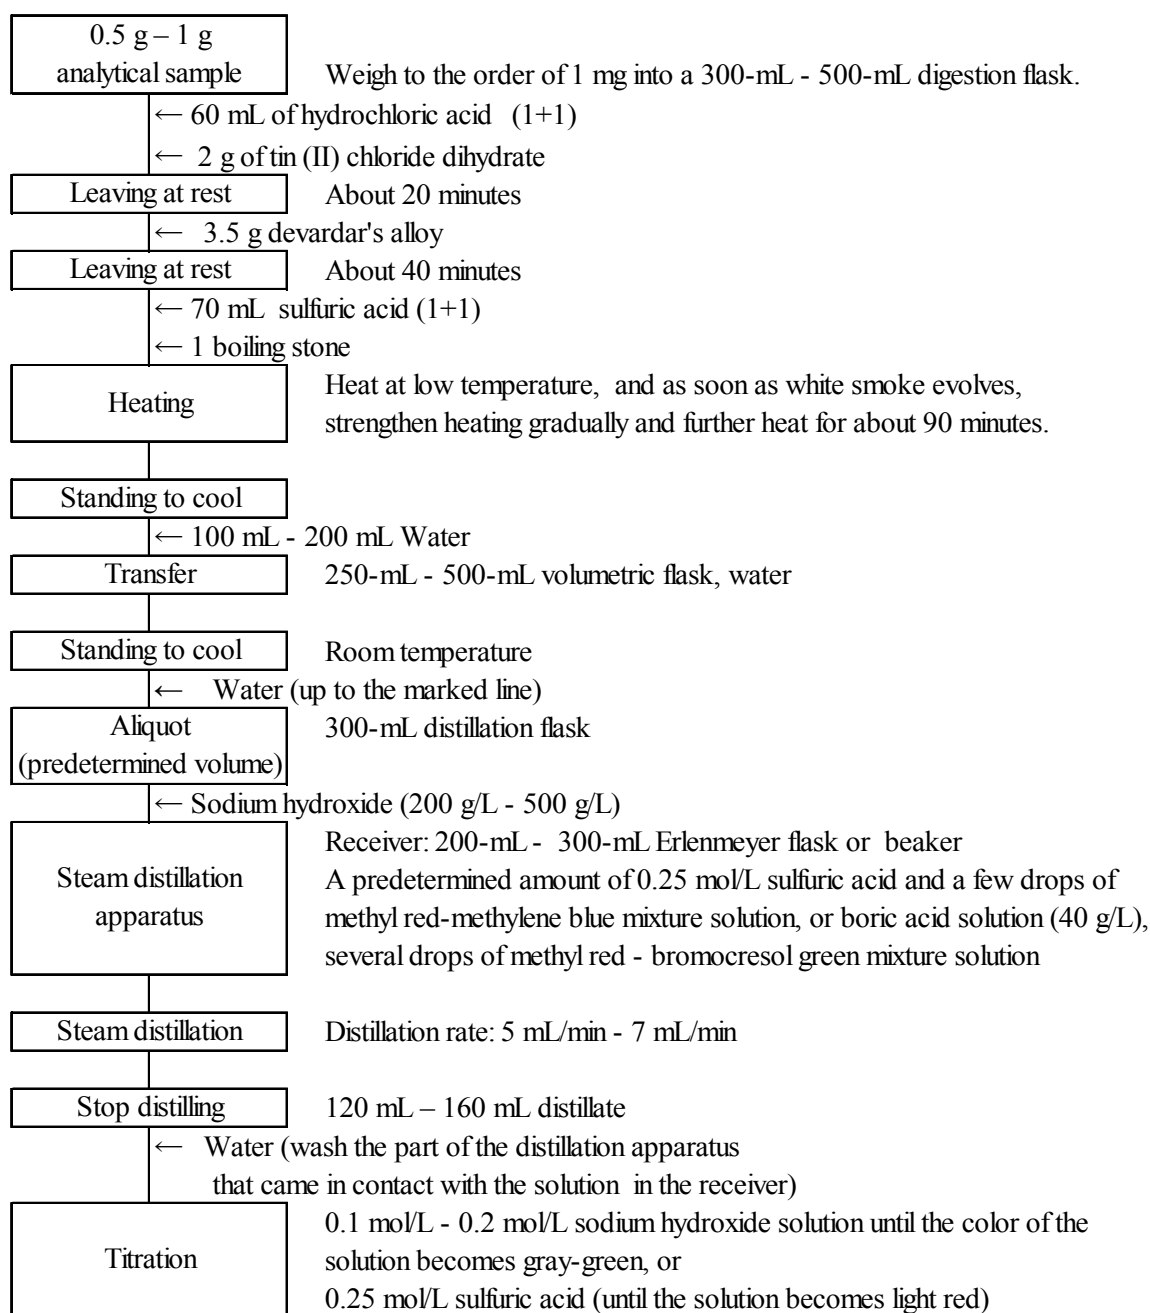 0.5 g – 1 g
analytical sample Weigh to the order of 1 mg into a 300-mL - 500-mL digestion flask.
← 60 mL of hydrochloric acid (1+1)
← 2 g of tin (II) chloride dihydrate
Leaving at rest About 20 minutes
← 3.5 g devardar's alloy
Leaving at rest About 40 minutes
← 70 mL sulfuric acid (1+1)
← 1 boiling stone
Heating Heat at low temperature, and as soon as white smoke evolves,
strengthen heating gradually and further heat for about 90 minutes.
Standing to cool
← 100 mL - 200 mL Water
Transfer 250-mL - 500-mL volumetric flask, water
Standing to cool Room temperature
← Water (up to the marked line)
Aliquot 300-mL distillation flask
(predetermined volume)
← Sodium hydroxide (200 g/L - 500 g/L)
Steam distillation
apparatus
Receiver: 200-mL - 300-mL Erlenmeyer flask or beaker
A predetermined amount of 0.25 mol/L sulfuric acid and a few drops of
methyl red-methylene blue mixture solution, or boric acid solution (40 g/L),
several drops of methyl red - bromocresol green mixture solution
Steam distillation Distillation rate: 5 mL/min - 7 mL/min
Stop distilling 120 mL – 160 mL distillate
← Water (wash the part of the distillation apparatus
that came in contact with the solution in the receiver)
Titration
0.1 mol/L - 0.2 mol/L sodium hydroxide solution until the color of the
solution becomes gray-green, or
0.25 mol/L sulfuric acid (until the solution becomes light red)